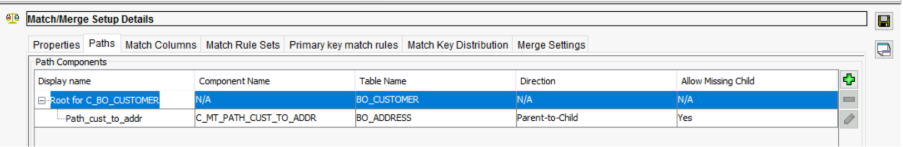 Match/Merge Setup Details
Properties Paths Match Columns Match Rule Sets Primary key match rules Match Key Distribution Merge Settings
Path Components
Display name Component Name Table Name Direction Allow Missing Child
Root for C_BO_CUSTOMER N/A BO_CUSTOMER N/A N/A
Path_cust_to_addr C_MT_PATH_CUST_TO_ADDR BO_ADDRESS Parent-to-Child Yes